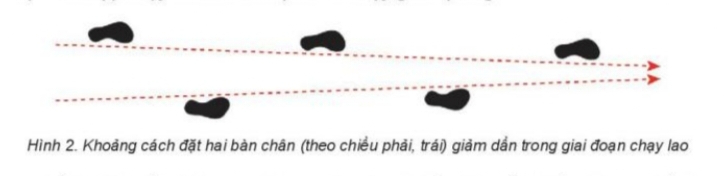 Hình 2. Khoảng cách đặt hai bàn chân (theo chiều phải, trái) giảm dần trong giai đoạn chạy lao